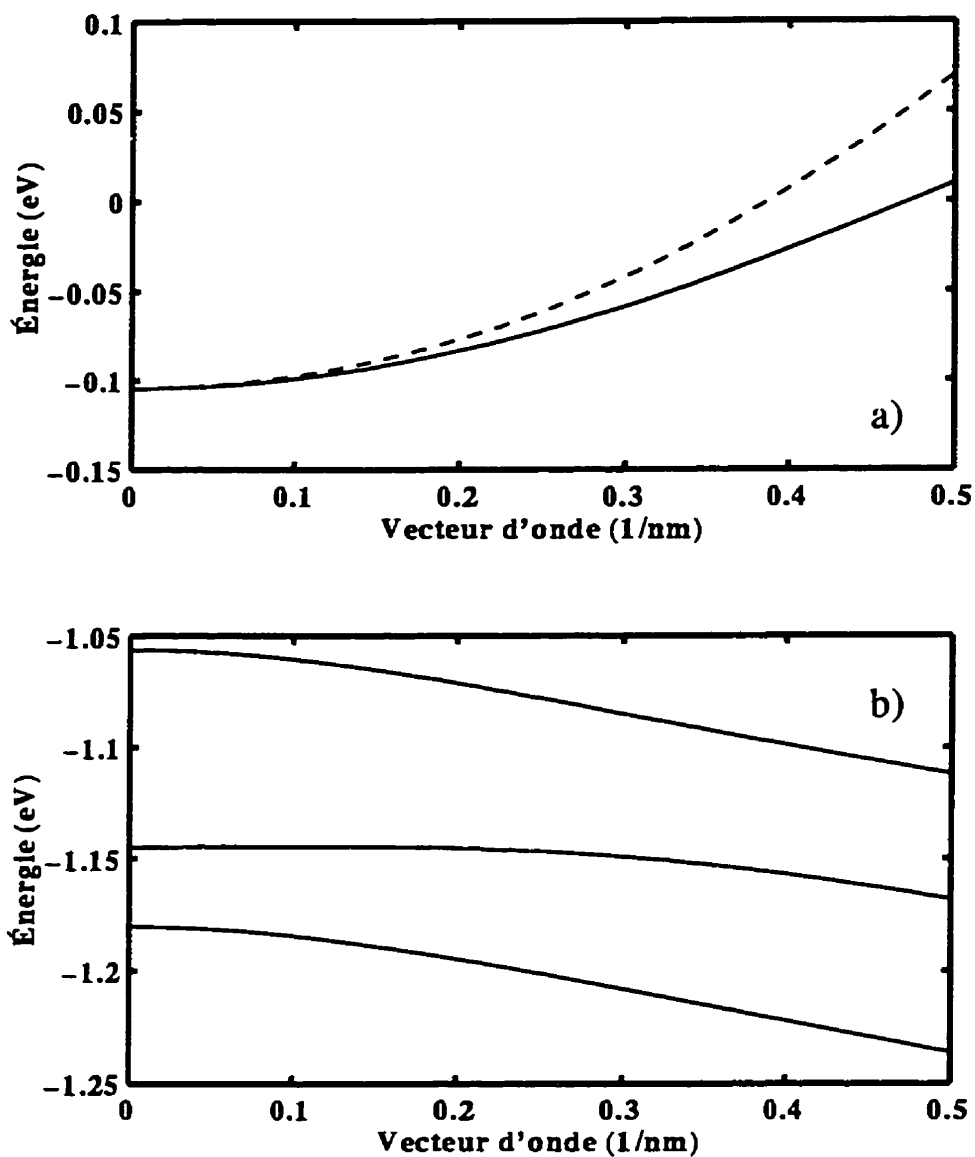 0.1
0.05
0
−0.05
−0.1
−0.15
Énergie (eV)
a)
0 0.1 0.2 0.3 0.4 0.5
Vecteur d'onde (1/nm)
−1.05
−1.1
−1.15
−1.2
−1.25
Énergie (eV)
b)
0 0.1 0.2 0.3 0.4 0.5
Vecteur d'onde (1/nm)